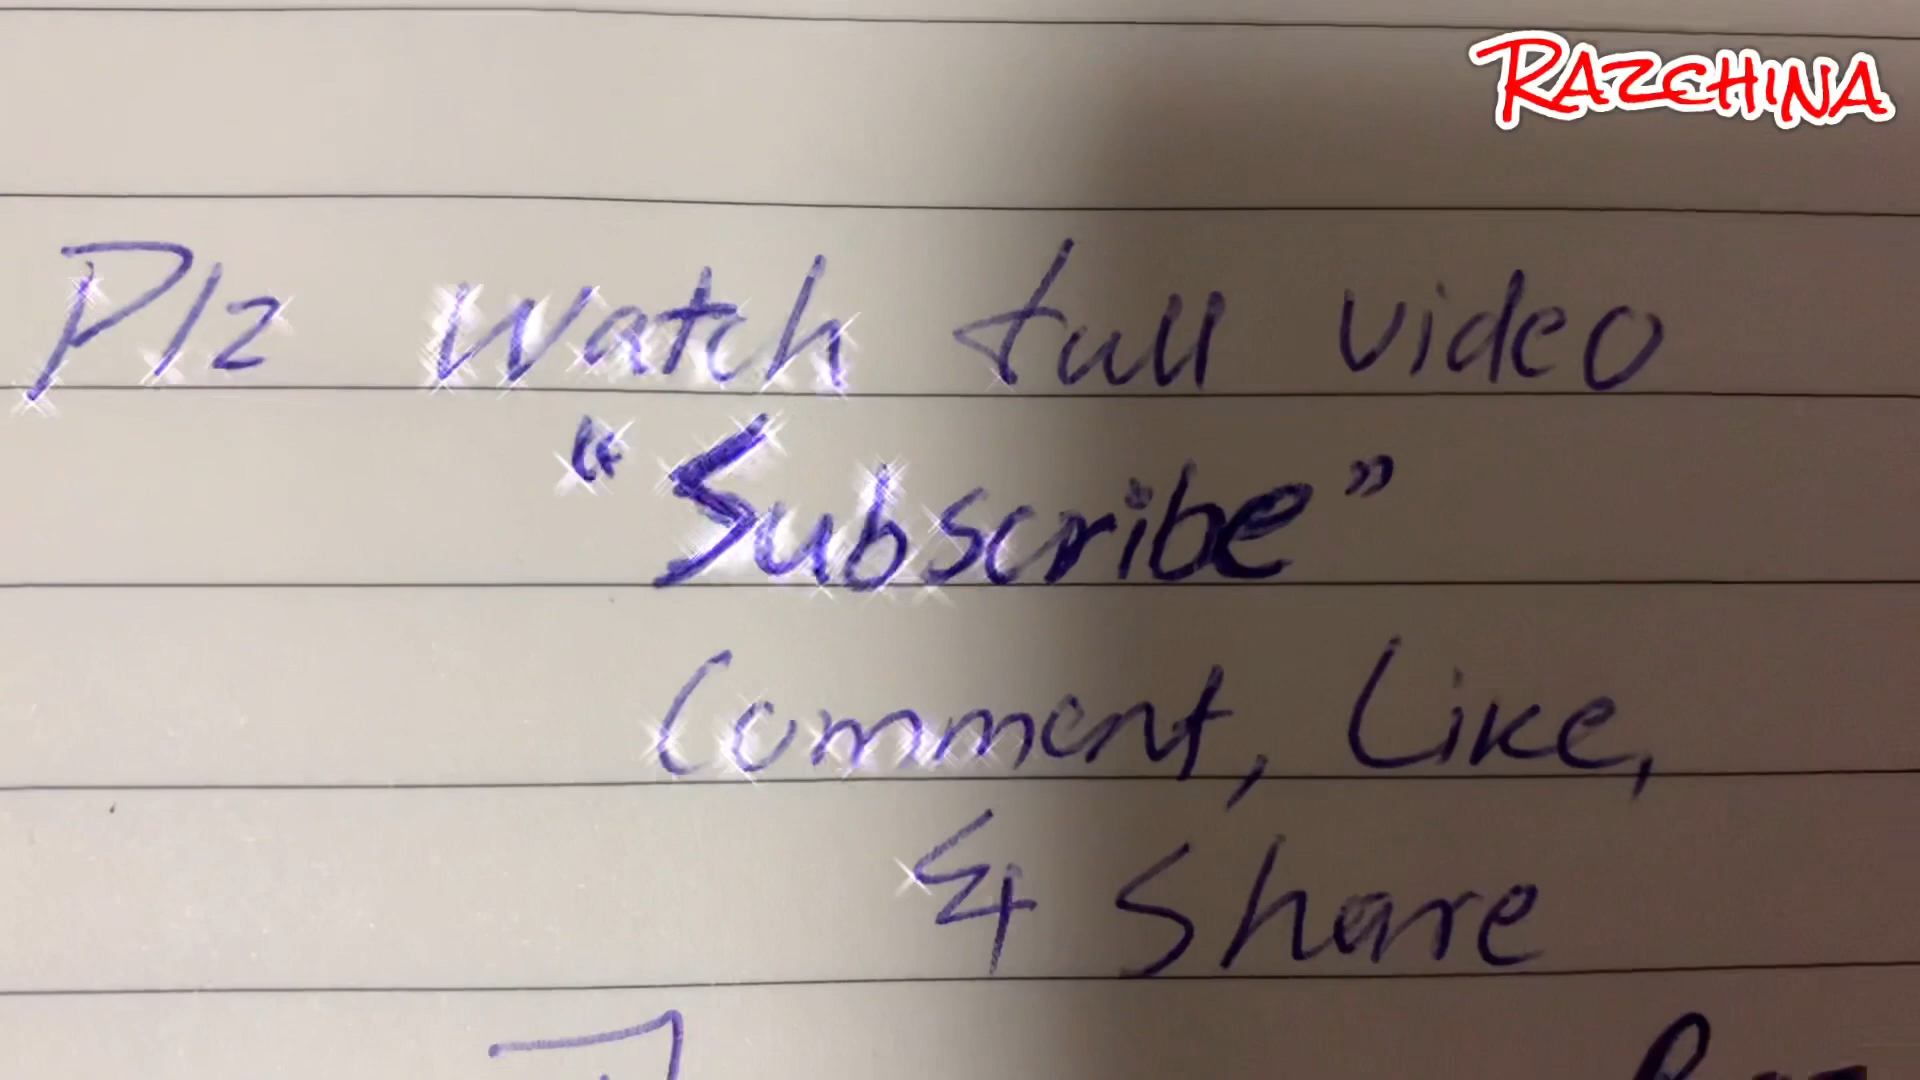 RAZCHINA
Plz Watch full video
“Subscribe”
Comment, Like,
& Share